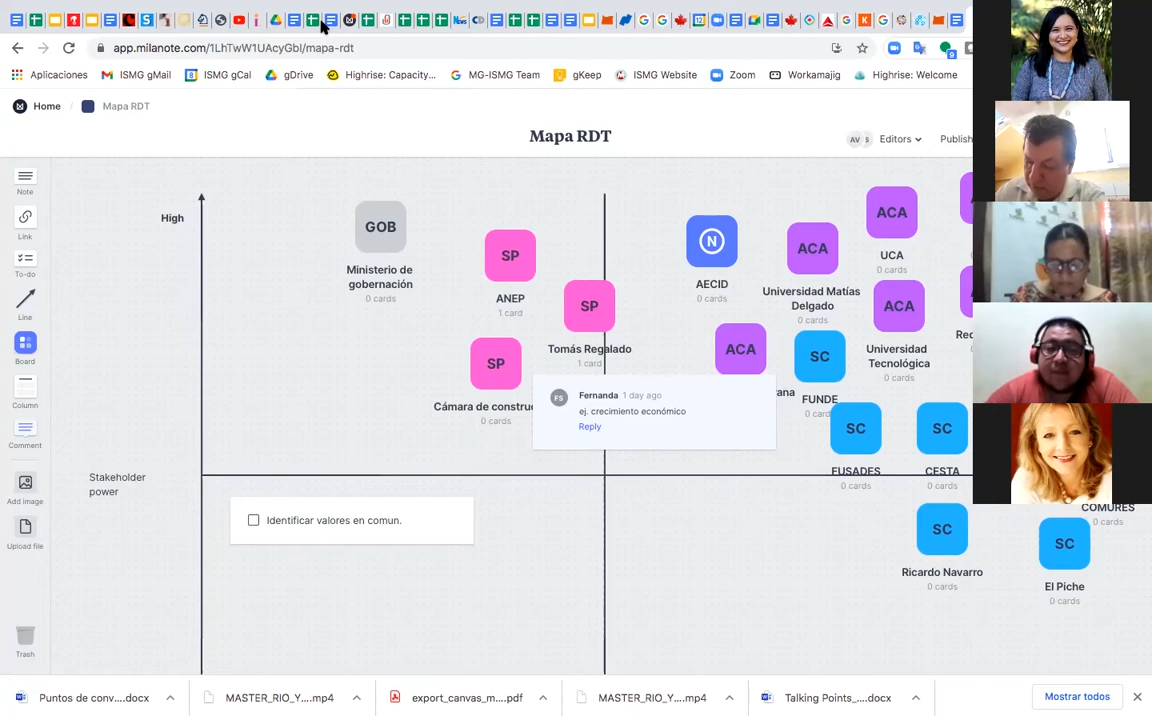 app.milanote.com/1LhTwW1UAcyGbI/mapa-rdt
Aplicaciones
ISMG gMail
ISMG gCal
gDrive
Highrise: Capacity...
MG-ISMG Team
gKeep
ISMG Website
Zoom
Workamajig
Highrise: Welcome
Home / Mapa RDT
Mapa RDT
AV
S
Editors
Publish
Note
Link
To-do
Line
Board
Column
Comment
Add image
Upload file
Trash
High
Stakeholder
power
GOB
Ministerio de
gobernación
0 cards
SP
ANEP
1 card
SP
Tomás Regalado
1 card
SP
Cámara de constru
0 cards
N
AECID
0 cards
ACA
Universidad Matías
Delgado
0 cards
ACA
UCA
0 cards
ACA
Universidad
Tecnológica
0 cards
ACA
SC
FUNDE
0 card
SC
FUSADES
0 cards
SC
CESTA
0 cards
COMURES
0 cards
SC
Ricardo Navarro
0 cards
SC
El Piche
0 cards
FS
Fernanda 1 day ago
ej. crecimiento económico
Reply
Identificar valores en comun.
Puntos de conv....docx
MASTER_RIO_Y....mp4
export_canvas_m....pdf
MASTER_RIO_Y....mp4
Talking Points_....docx
Mostrar todos